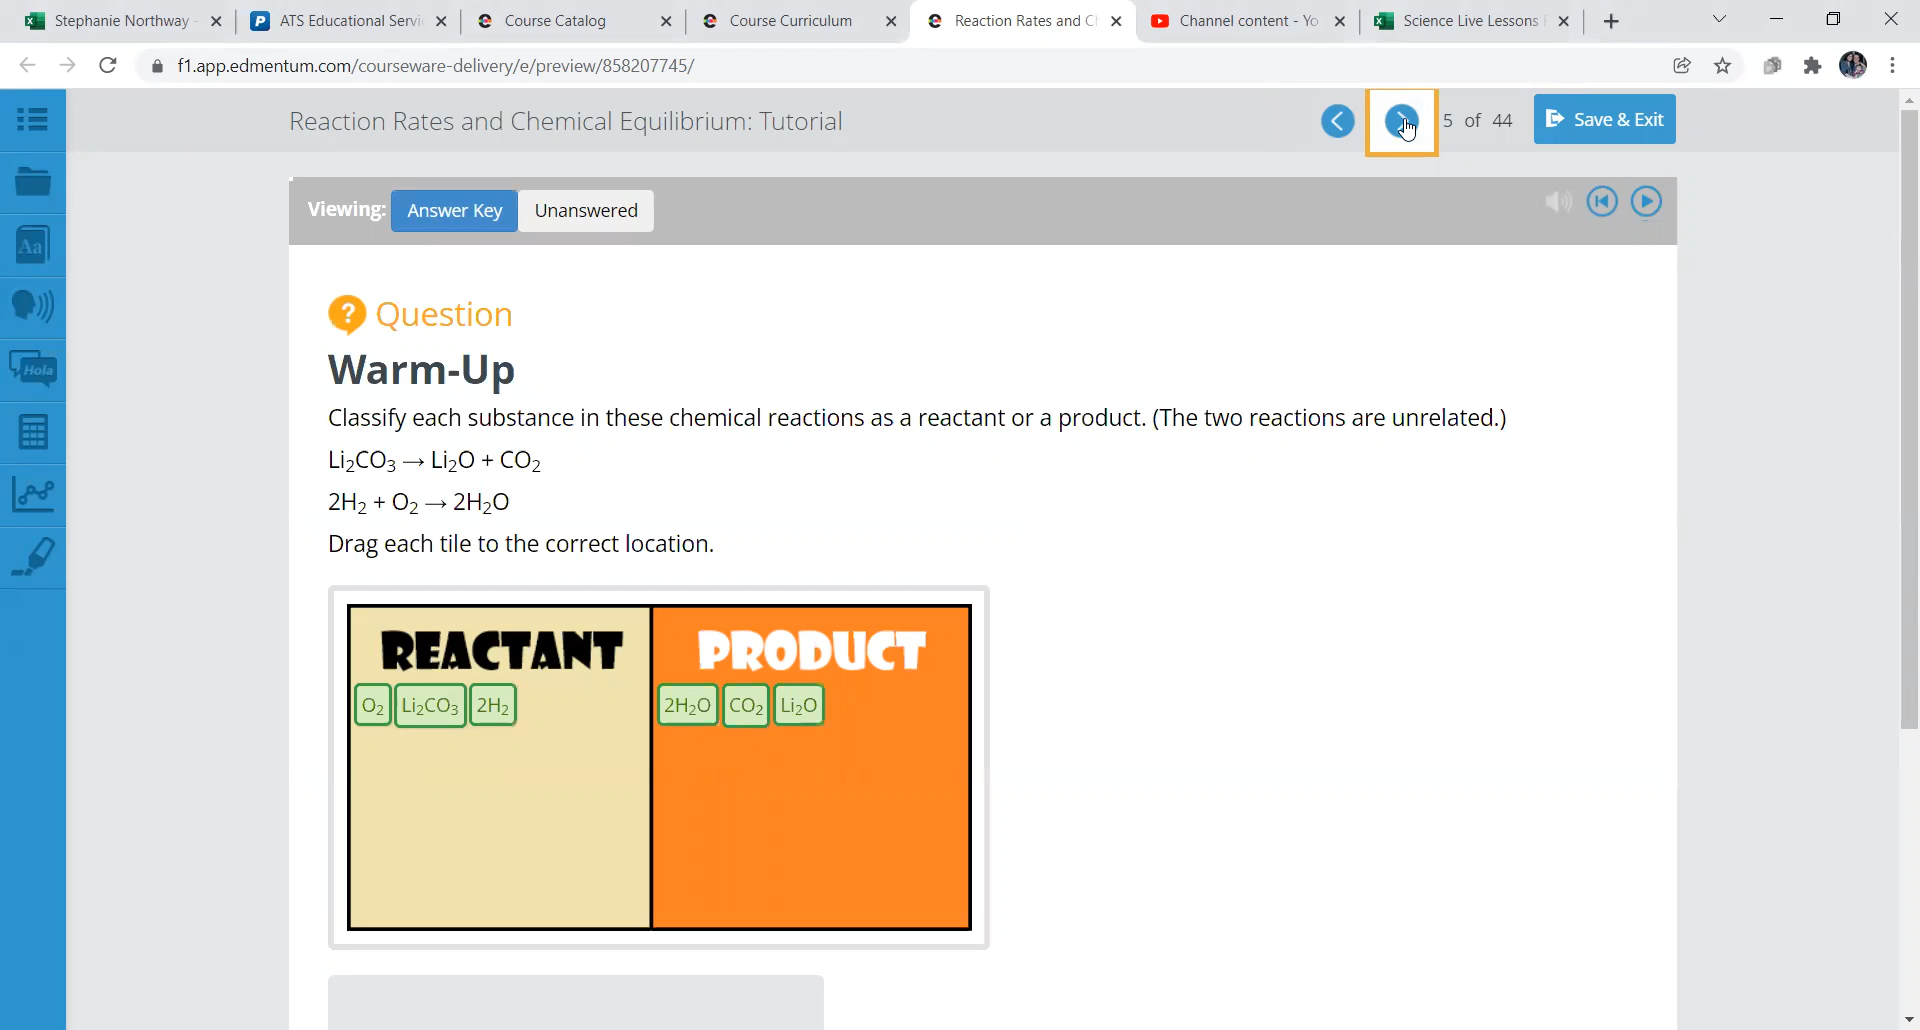 Stephanie Northway -
ATS Educational Servi
Course Catalog
Course Curriculum
Reaction Rates and C
Channel content - Yo
Science Live Lessons
f1.app.edmentum.com/courseware-delivery/e/preview/858207745/
Reaction Rates and Chemical Equilibrium: Tutorial
5 of 44
Save & Exit
Viewing:
Answer Key
Unanswered
Aa
Hola
? Question
Warm-Up
Classify each substance in these chemical reactions as a reactant or a product. (The two reactions are unrelated.)
Li₂CO₃ → Li₂O + CO₂
2H₂ + O₂ → 2H₂O
Drag each tile to the correct location.
REACTANT
PRODUCT
O₂ Li₂CO₃ 2H₂
2H₂O CO₂ Li₂O